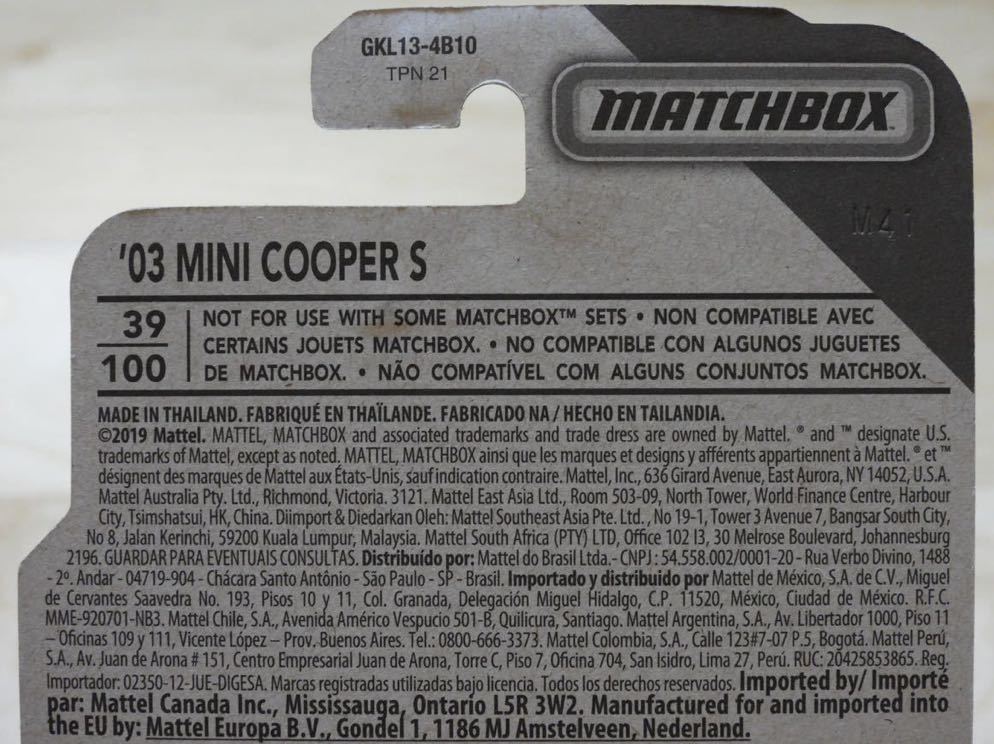 GKL13-4B10
TPN 21
MATCHBOX™
M41
'03 MINI COOPER S
39
100
NOT FOR USE WITH SOME MATCHBOX™ SETS • NON COMPATIBLE AVEC
CERTAINS JOUETS MATCHBOX. • NO COMPATIBLE CON ALGUNOS JUGUETES
DE MATCHBOX. • NÃO COMPATÍVEL COM ALGUNS CONJUNTOS MATCHBOX.
MADE IN THAILAND. FABRIQUÉ EN THAÏLANDE. FABRICADO NA / HECHO EN TAILANDIA.
©2019 Mattel. MATTEL, MATCHBOX and associated trademarks and trade dress are owned by Mattel. ® and ™ designate U.S.
trademarks of Mattel, except as noted. MATTEL, MATCHBOX ainsi que les marques et designs y afférents appartiennent à Mattel. ® et ™
désignent des marques de Mattel aux États-Unis, sauf indication contraire. Mattel, Inc., 636 Girard Avenue, East Aurora, NY 14052, U.S.A.
Mattel Australia Pty. Ltd., Richmond, Victoria. 3121. Mattel East Asia Ltd., Room 503-09, North Tower, World Finance Centre, Harbour
City, Tsimshatsui, HK, China. Diimport & Diedarkan Oleh: Mattel Southeast Asia Pte. Ltd. , No 19-1, Tower 3 Avenue 7, Bangsar South City,
No 8, Jalan Kerinchi, 59200 Kuala Lumpur, Malaysia. Mattel South Africa (PTY) LTD, Office 102 I3, 30 Melrose Boulevard, Johannesburg
2196. GUARDAR PARA EVENTUAIS CONSULTAS. Distribuído por: Mattel do Brasil Ltda.- CNPJ : 54.558.002/0001-20 - Rua Verbo Divino, 1488
- 2º. Andar - 04719-904 - Chácara Santo Antônio - São Paulo - SP - Brasil. Importado y distribuido por Mattel de México, S.A. de C.V., Miguel
de Cervantes Saavedra No. 193, Pisos 10 y 11, Col. Granada, Delegación Miguel Hidalgo, C.P. 11520, México, Ciudad de México. R.F.C.
MME-920701-NB3. Mattel Chile, S.A., Avenida Américo Vespucio 501-B, Quilicura, Santiago. Mattel Argentina, S.A., Av. Libertador 1000, Piso 11
– Oficinas 109 y 111, Vicente López – Prov. Buenos Aires. Tel.: 0800-666-3373. Mattel Colombia, S.A., Calle 123#7-07 P.5, Bogotá. Mattel Perú,
S.A., Av. Juan de Arona # 151, Centro Empresarial Juan de Arona, Torre C, Piso 7, Oficina 704, San Isidro, Lima 27, Perú. RUC: 20425853865. Reg.
Importador: 02350-12-JUE-DIGESA. Marcas registradas utilizadas bajo licencia. Todos los derechos reservados. Imported by/ Importé
par: Mattel Canada Inc., Mississauga, Ontario L5R 3W2. Manufactured for and imported into
the EU by: Mattel Europa B.V., Gondel 1, 1186 MJ Amstelveen, Nederland.